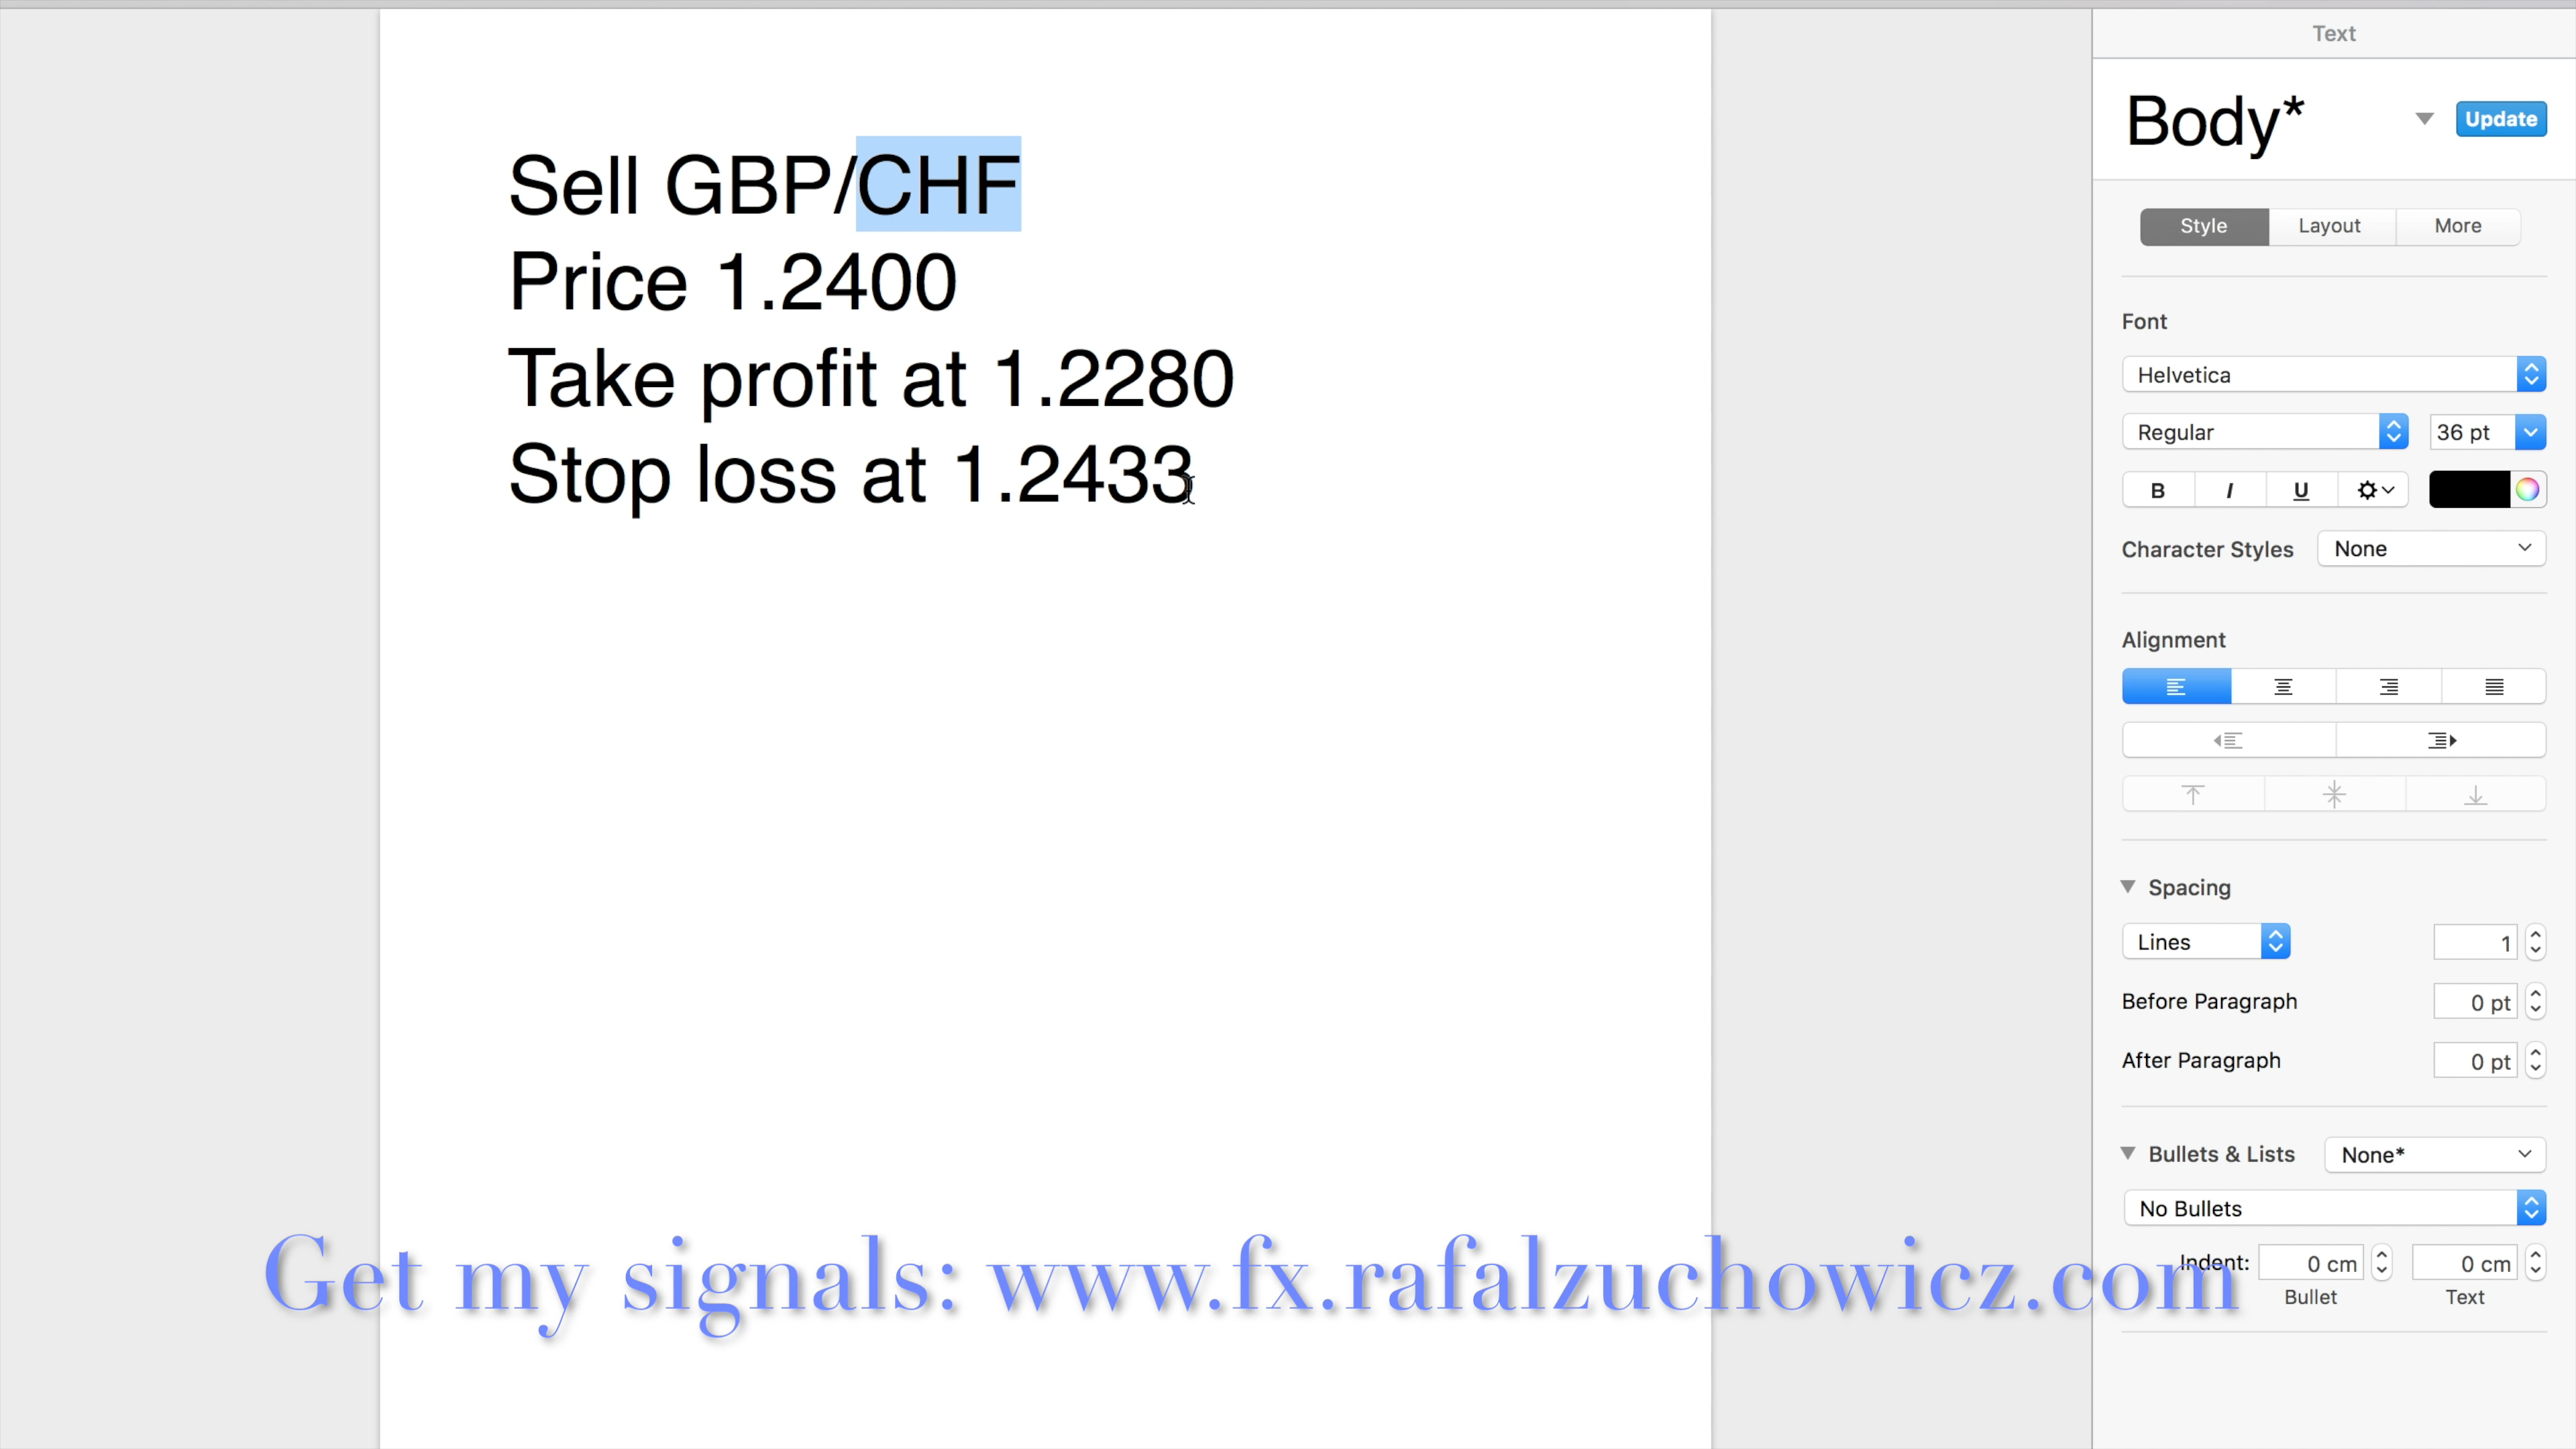 Text
Body*
Update
Sell GBP/CHF
Price 1.2400
Take profit at 1.2280
Stop loss at 1.2433
Style Layout More
Font
Helvetica
Regular 36 pt
B I U
Character Styles None
Alignment
Spacing
Lines 1
Before Paragraph 0 pt
After Paragraph 0 pt
Bullets & Lists None*
No Bullets
Indent: 0 cm 0 cm
Bullet Text
Get my signals: www.fx.rafalzuchowicz.com